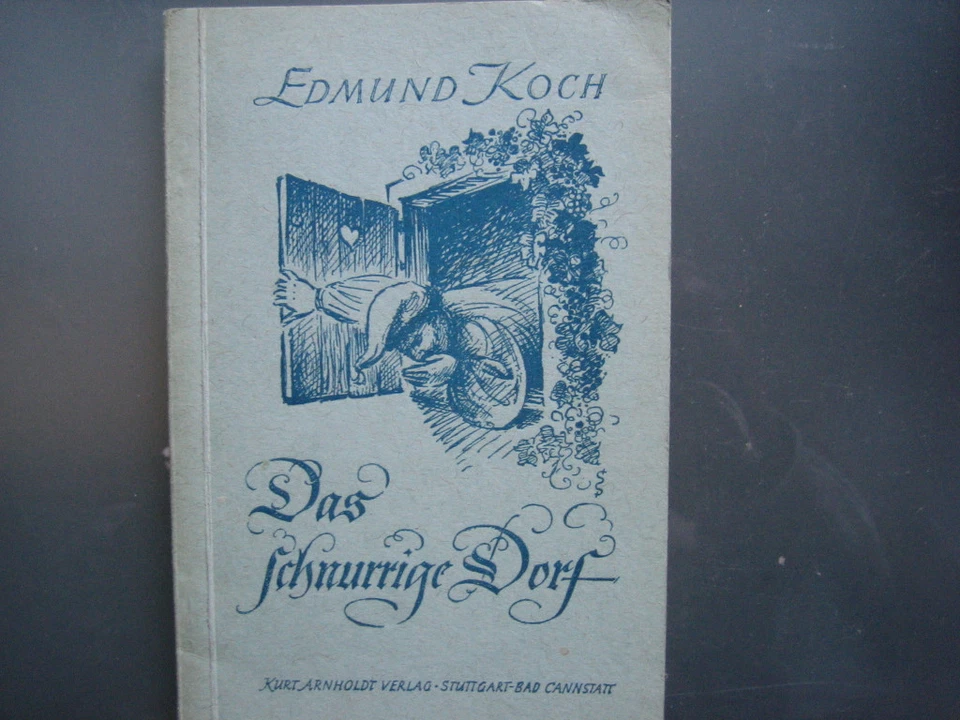 EDMUND KOCH
Das
schnurrige Dorf
KURT ARNHOLDT VERLAG · STUTTGART-BAD CANNSTATT